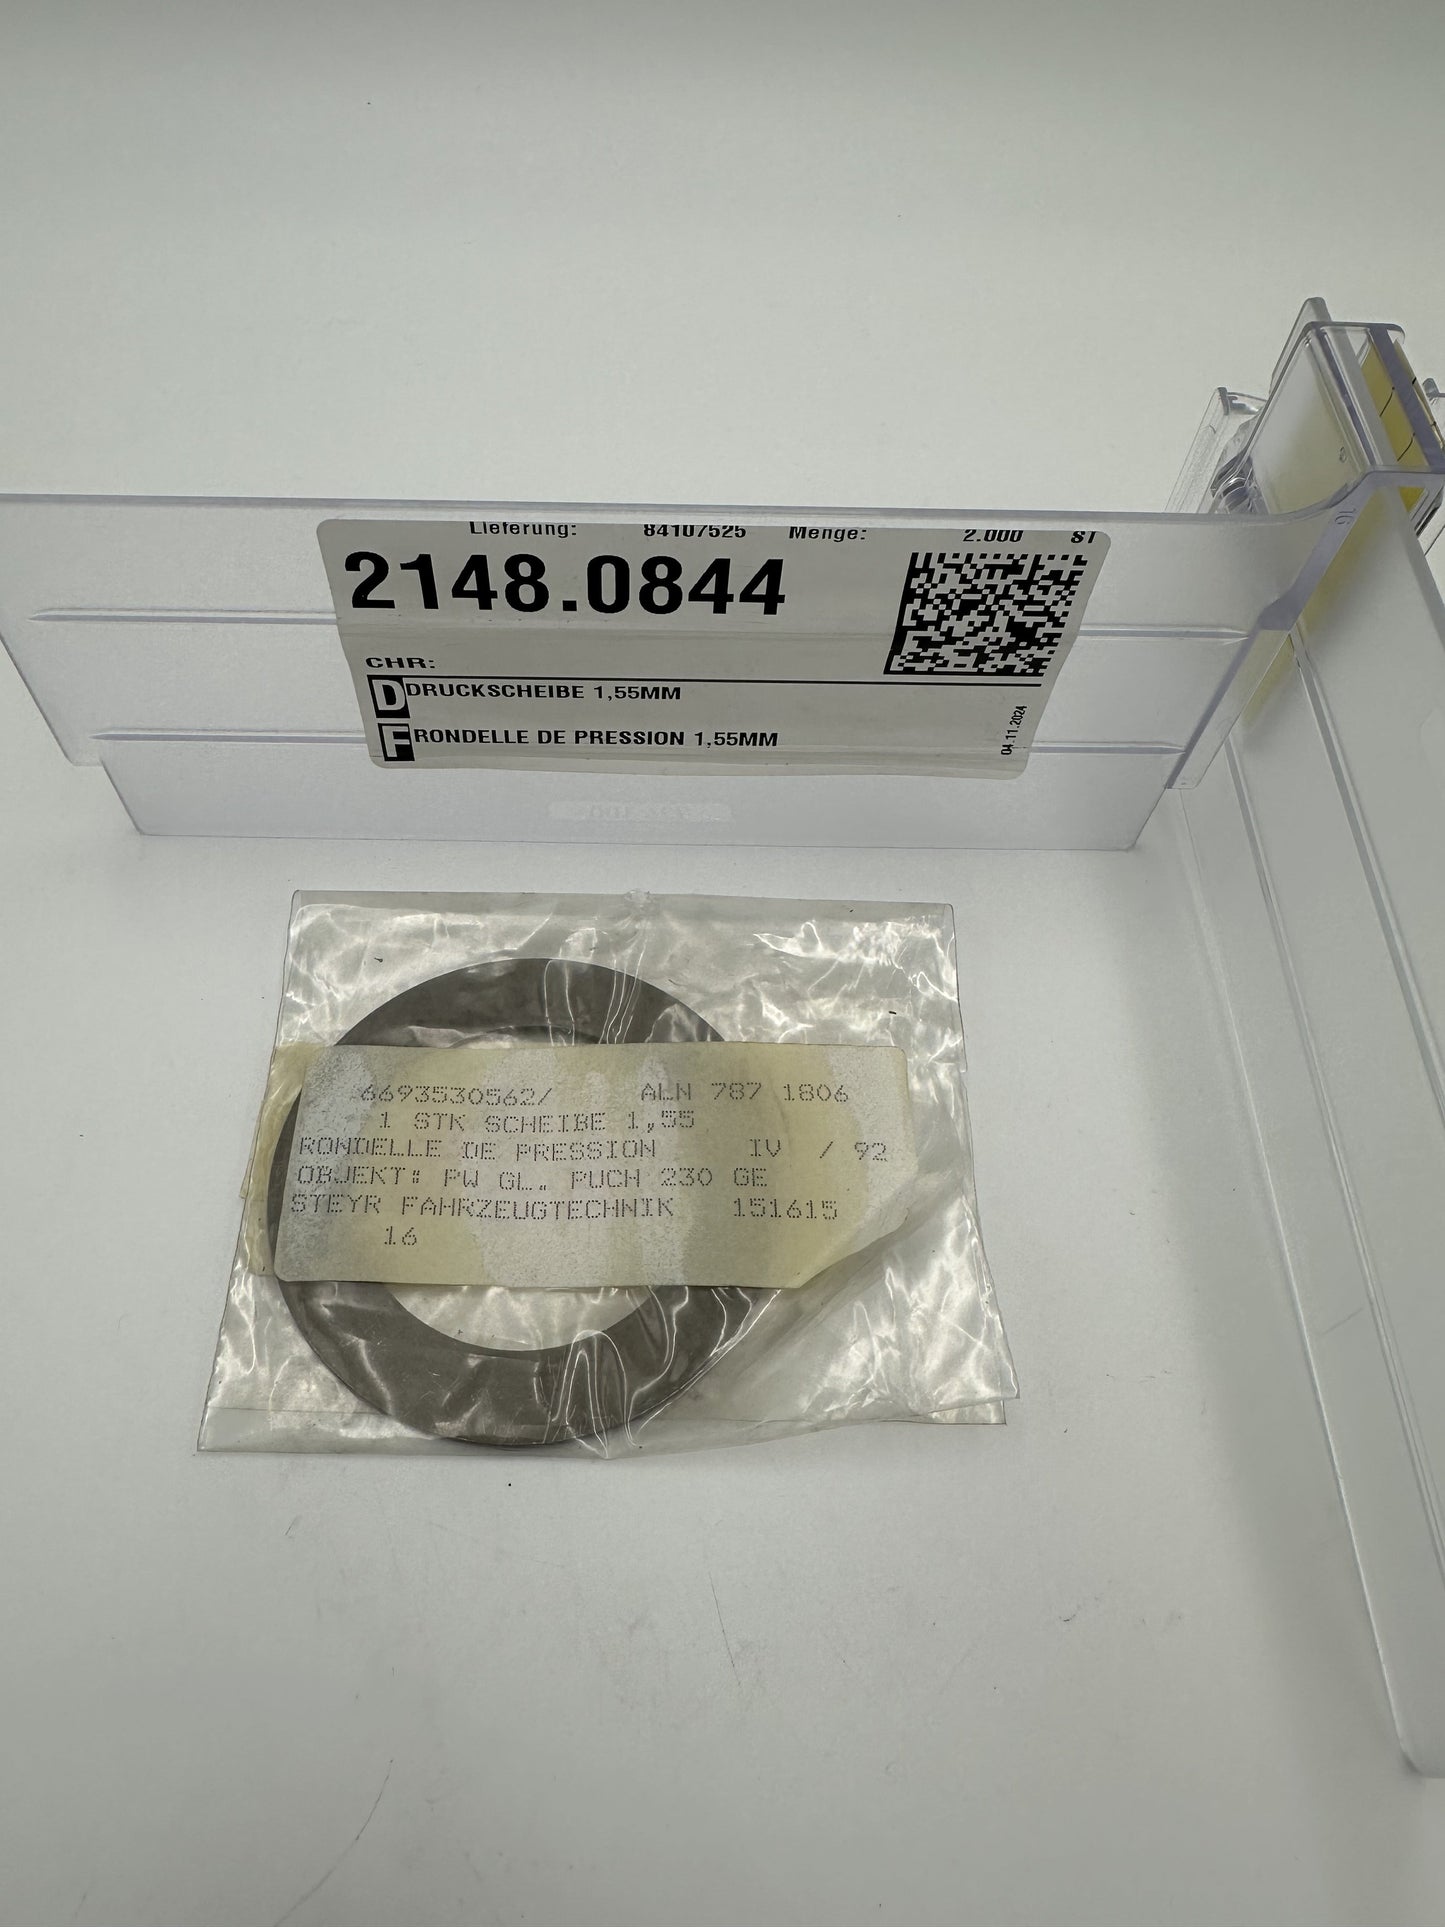 Lieferung: 84107525 Menge: 2.000 ST
2148.0844
CHR:
D DRUCKSCHEIBE 1,55MM
F RONDELLE DE PRESSION 1,55MM
04.11.2024
16
6693530562/ ALN 787 1806
1 STK SCHEIBE 1,55
RONDELLE DE PRESSION IV / 92
OBJEKT: PW GL. PUCH 230 GE
STEYR FAHRZEUGTECHNIK 151615
16